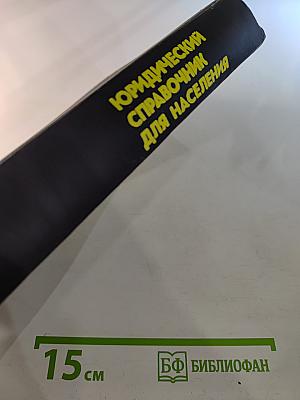 ЮРИДИЧЕСКИЙ
СПРАВОЧНИК
ДЛЯ НАСЕЛЕНИЯ
15 см
БФ БИБЛИОФАН